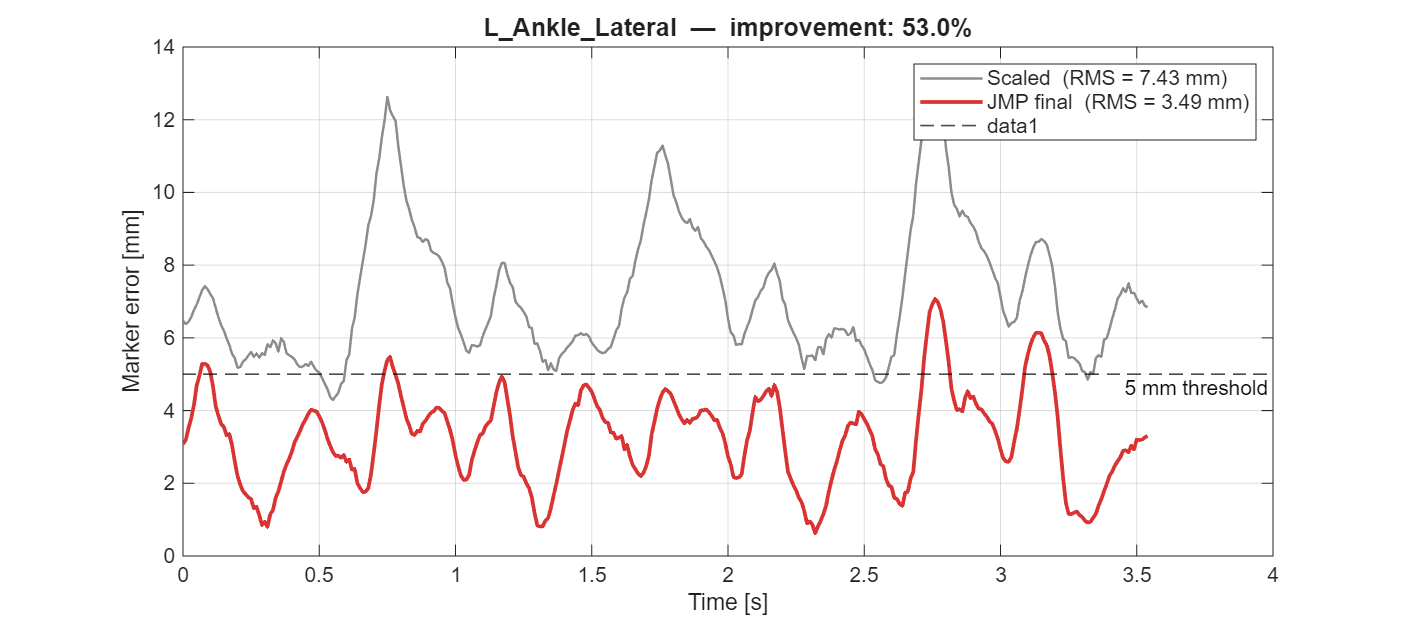 L_Ankle_Lateral — improvement: 53.0%
14
12
10
8
6
4
2
0
Marker error [mm]
Scaled (RMS = 7.43 mm)
JMP final (RMS = 3.49 mm)
data1
5 mm threshold
0 0.5 1 1.5 2 2.5 3 3.5 4
Time [s]